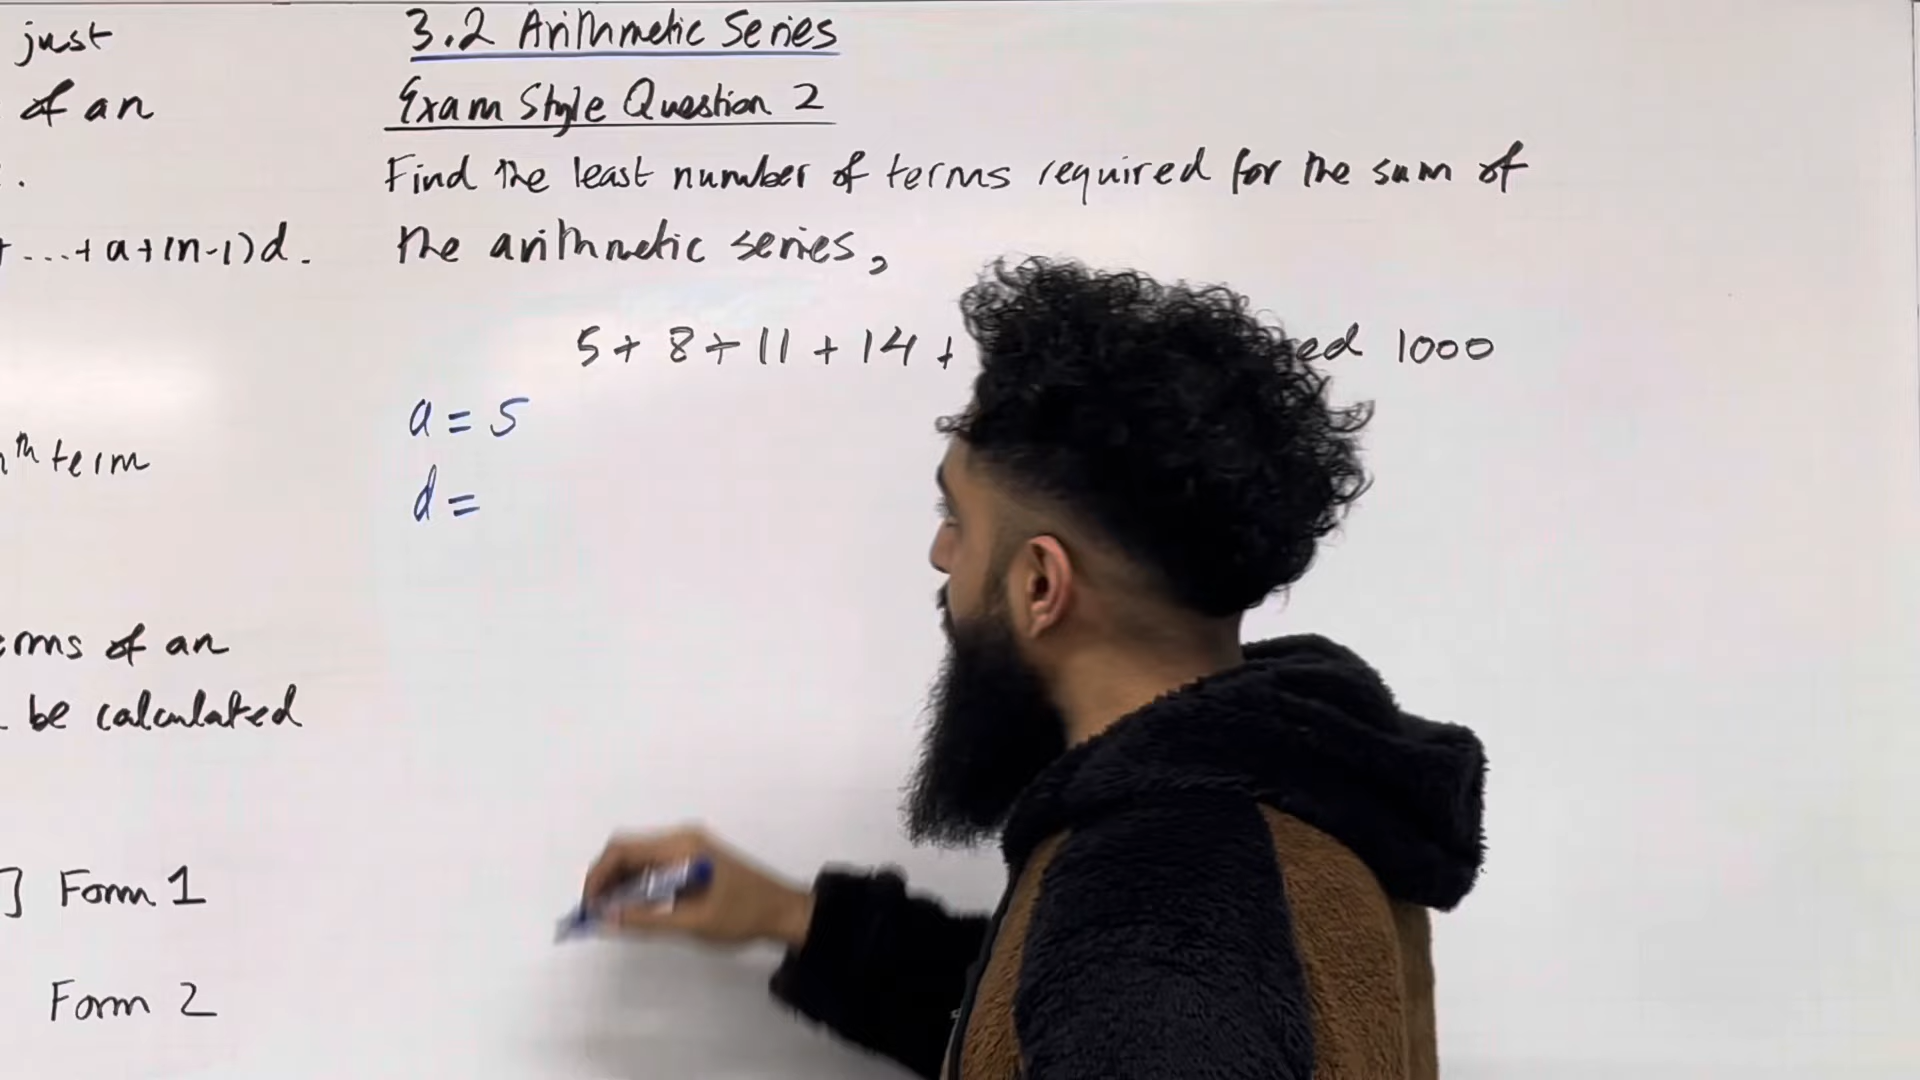 just
of an
.
+ ... + a + (n-1)d.
th term
rms of an
be calculated
] Form 1
Form 2
3.2 Arithmetic Series
Exam Style Question 2
Find the least number of terms required for the sum of
the arithmetic series,
5 + 8 + 11 + 14 + ed 1000
a = 5
d =